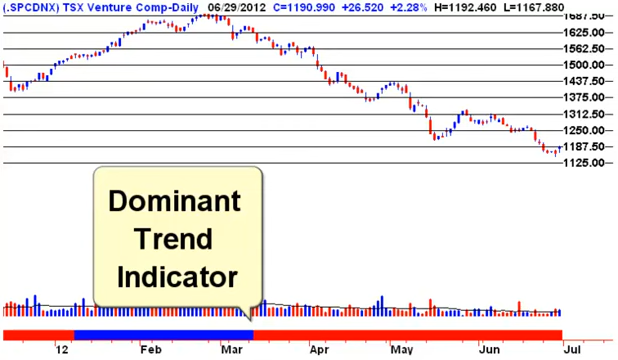 (.SPCDNX) TSX Venture Comp-Daily 06/29/2012 C=1190.990 +26.520 +2.28% H=1192.460 L=1167.880
1687.50
1625.00
1562.50
1500.00
1437.50
1375.00
1312.50
1250.00
1187.50
1125.00
Dominant
Trend
Indicator
12 Feb Mar Apr May Jun Jul